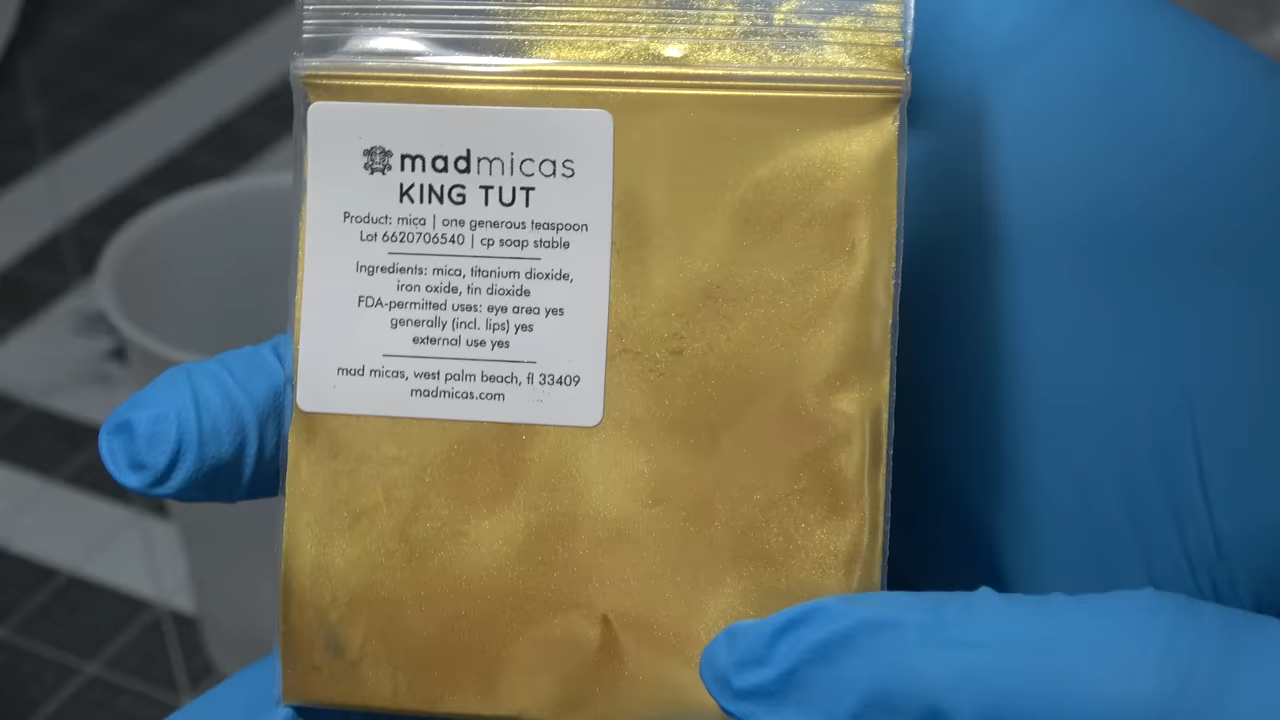 madmicas
KING TUT
Product: mica | one generous teaspoon
Lot 6620706540 | cp soap stable
Ingredients: mica, titanium dioxide,
iron oxide, tin dioxide
FDA-permitted uses: eye area yes
generally (incl. lips) yes
external use yes
mad micas, west palm beach, fl 33409
madmicas.com